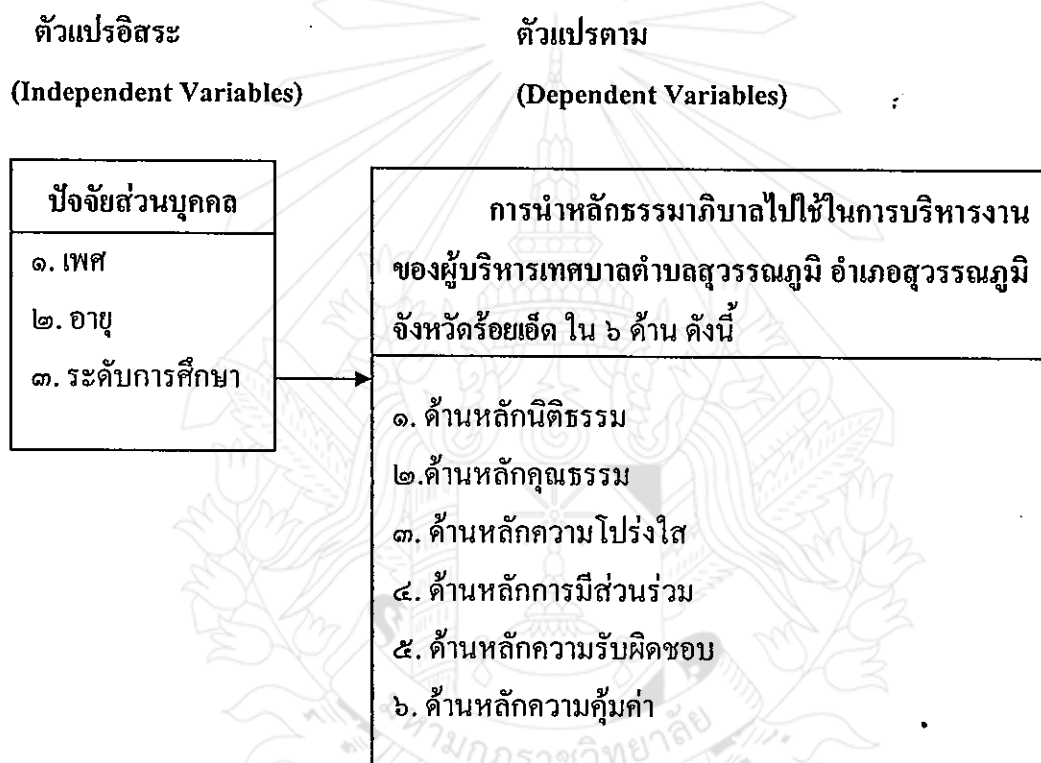 ตัวแปรอิสระ
(Independent Variables)
ตัวแปรตาม
(Dependent Variables)
ปัจจัยส่วนบุคคล
๑. เพศ
๒. อายุ
๓. ระดับการศึกษา
การนำหลักธรรมาภิบาลไปใช้ในการบริหารงาน
ของผู้บริหารเทศบาลตำบลสุวรรณภูมิ อำเภอสุวรรณภูมิ
จังหวัดร้อยเอ็ด ใน ๖ ด้าน ดังนี้
๑. ด้านหลักนิติธรรม
๒.ด้านหลักคุณธรรม
๓. ด้านหลักความโปร่งใส
๔. ด้านหลักการมีส่วนร่วม
๕. ด้านหลักความรับผิดชอบ
๖. ด้านหลักความคุ้มค่า